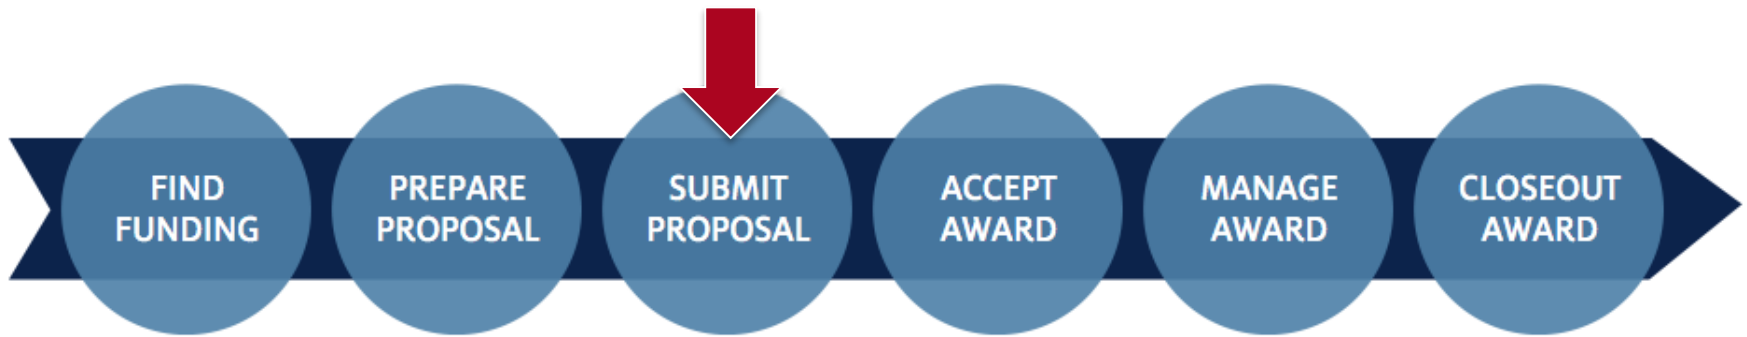 FIND
FUNDING
PREPARE
PROPOSAL
SUBMIT
PROPOSAL
ACCEPT
AWARD
MANAGE
AWARD
CLOSEOUT
AWARD